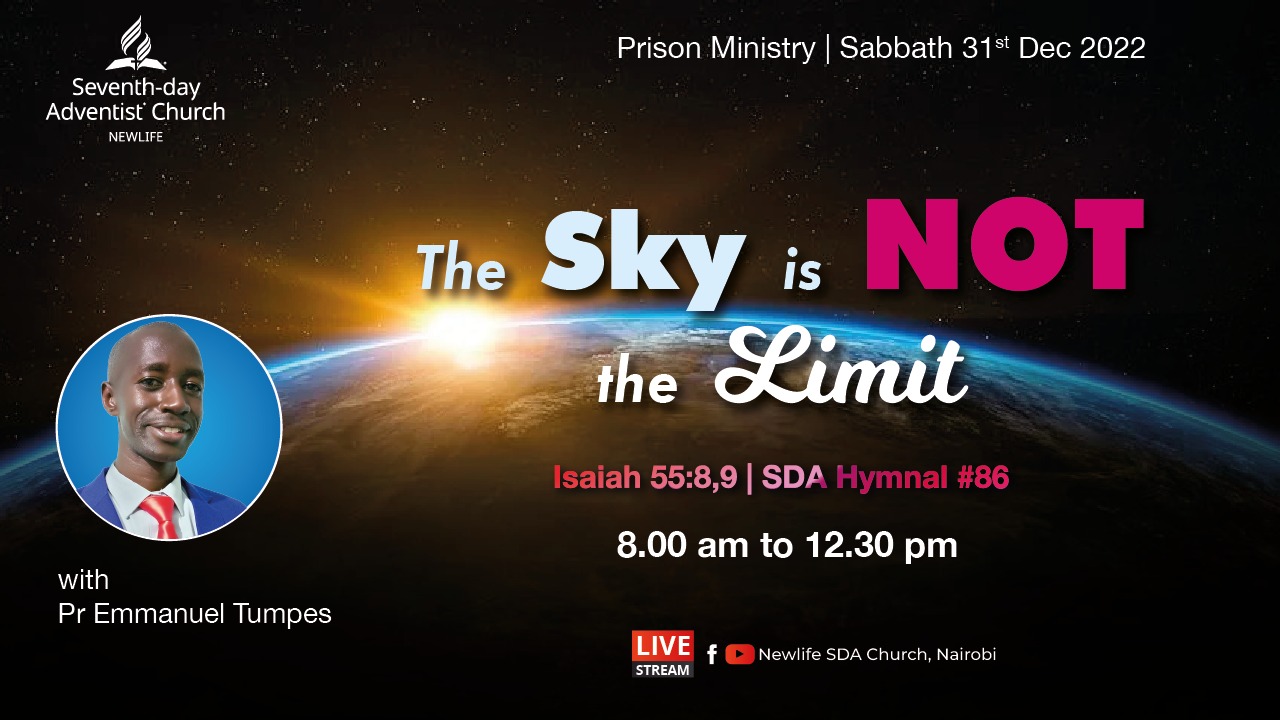 Seventh-day
Adventist Church
NEWLIFE
Prison Ministry | Sabbath 31st Dec 2022
The Sky is NOT
the Limit
Isaiah 55:8,9 | SDA Hymnal #86
8.00 am to 12.30 pm
with
Pr Emmanuel Tumpes
LIVE
STREAM
f Newlife SDA Church, Nairobi